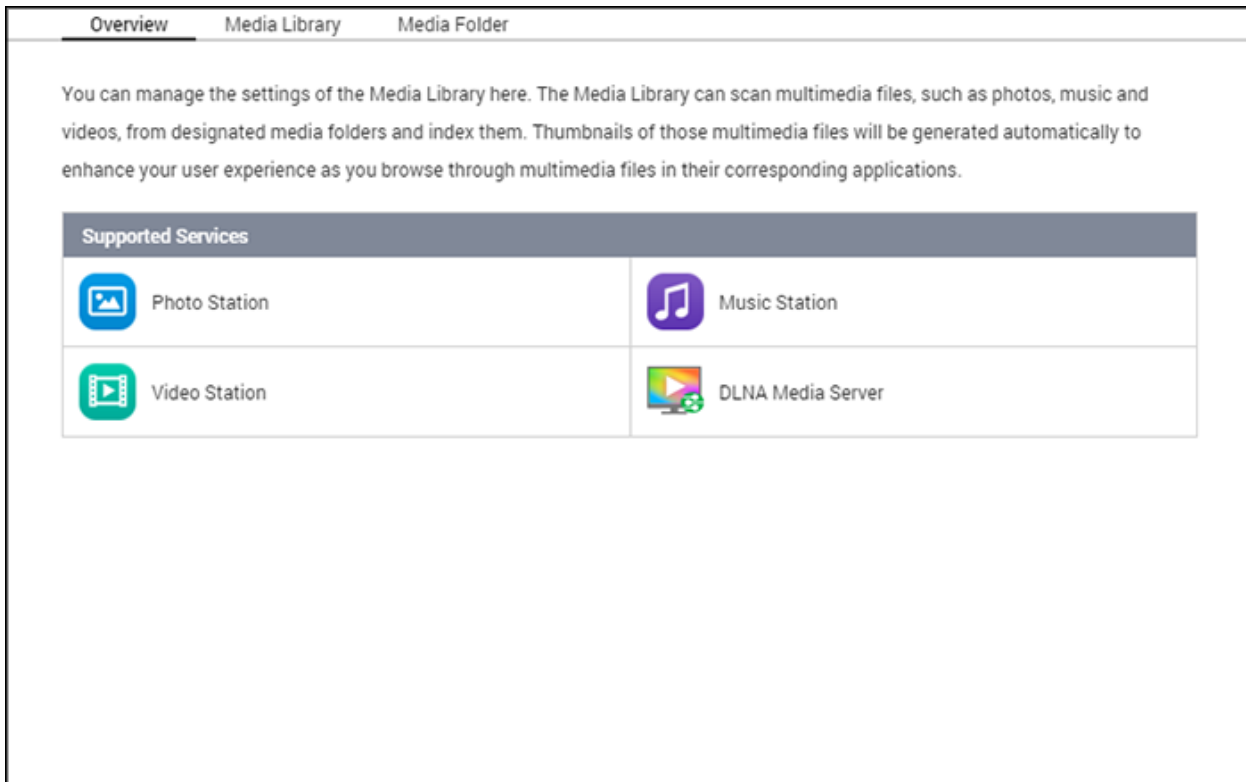 Overview Media Library Media Folder
You can manage the settings of the Media Library here. The Media Library can scan multimedia files, such as photos, music and
videos, from designated media folders and index them. Thumbnails of those multimedia files will be generated automatically to
enhance your user experience as you browse through multimedia files in their corresponding applications.
Supported Services
Photo Station Music Station
Video Station DLNA Media Server